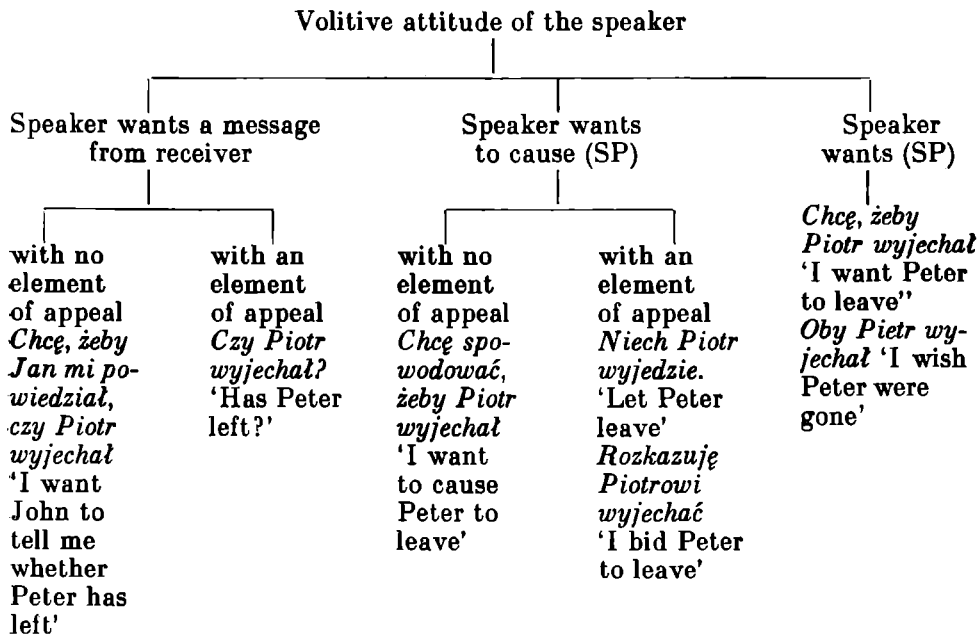 Volitive attitude of the speaker
Speaker wants a message
from receiver
with no
element
of appeal
Chcę, żeby
Jan mi po-
wiedział,
czy Piotr
wyjechał
‘I want
John to
tell me
whether
Peter has
left’
with an
element
of appeal
Czy Piotr
wyjechał?
‘Has Peter
left?’
Speaker wants
to cause (SP)
with no
element
of appeal
Chcę spo-
wodować,
żeby Piotr
wyjechał
‘I want
to cause
Peter to
leave’
with an
element
of appeal
Niech Piotr
wyjedzie.
‘Let Peter
leave’
Rozkazuję
Piotrowi
wyjechać
‘I bid Peter
to leave’
Speaker
wants (SP)
Chcę, żeby
Piotr wyjechał
‘I want Peter
to leave’’
Oby Pietr wy-
jechał ‘I wish
Peter were
gone’